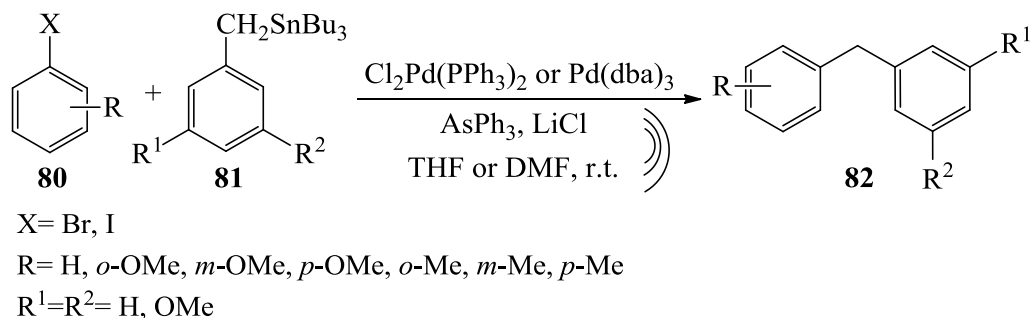 X
CH₂SnBu₃
R
+
R¹
R²
80
81
Cl₂Pd(PPh₃)₂ or Pd(dba)₃
AsPh₃, LiCl
THF or DMF, r.t.
R
R¹
R²
82
X= Br, I
R= H, o-OMe, m-OMe, p-OMe, o-Me, m-Me, p-Me
R¹=R²= H, OMe